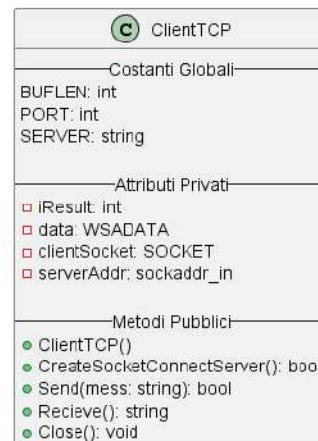 C ClientTCP
Costanti Globali
BUFLEN: int
PORT: int
SERVER: string
Attributi Privati
iResult: int
data: WSADATA
clientSocket: SOCKET
serverAddr: sockaddr_in
Metodi Pubblici
ClientTCP()
CreateSocketConnectServer(): boo
Send(mess: string): bool
Recieve(): string
Close(): void